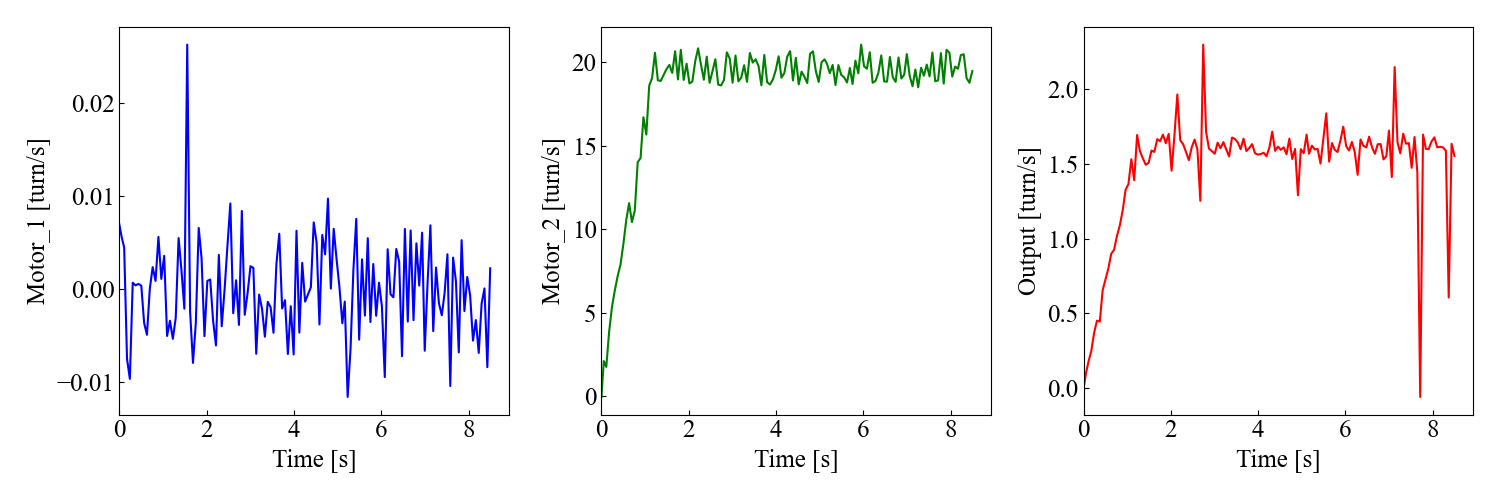 Motor_1 [turn/s]
0.02
0.01
0.00
−0.01
0 2 4 6 8
Time [s]
Motor_2 [turn/s]
20
15
10
5
0
0 2 4 6 8
Time [s]
Output [turn/s]
2.0
1.5
1.0
0.5
0.0
0 2 4 6 8
Time [s]